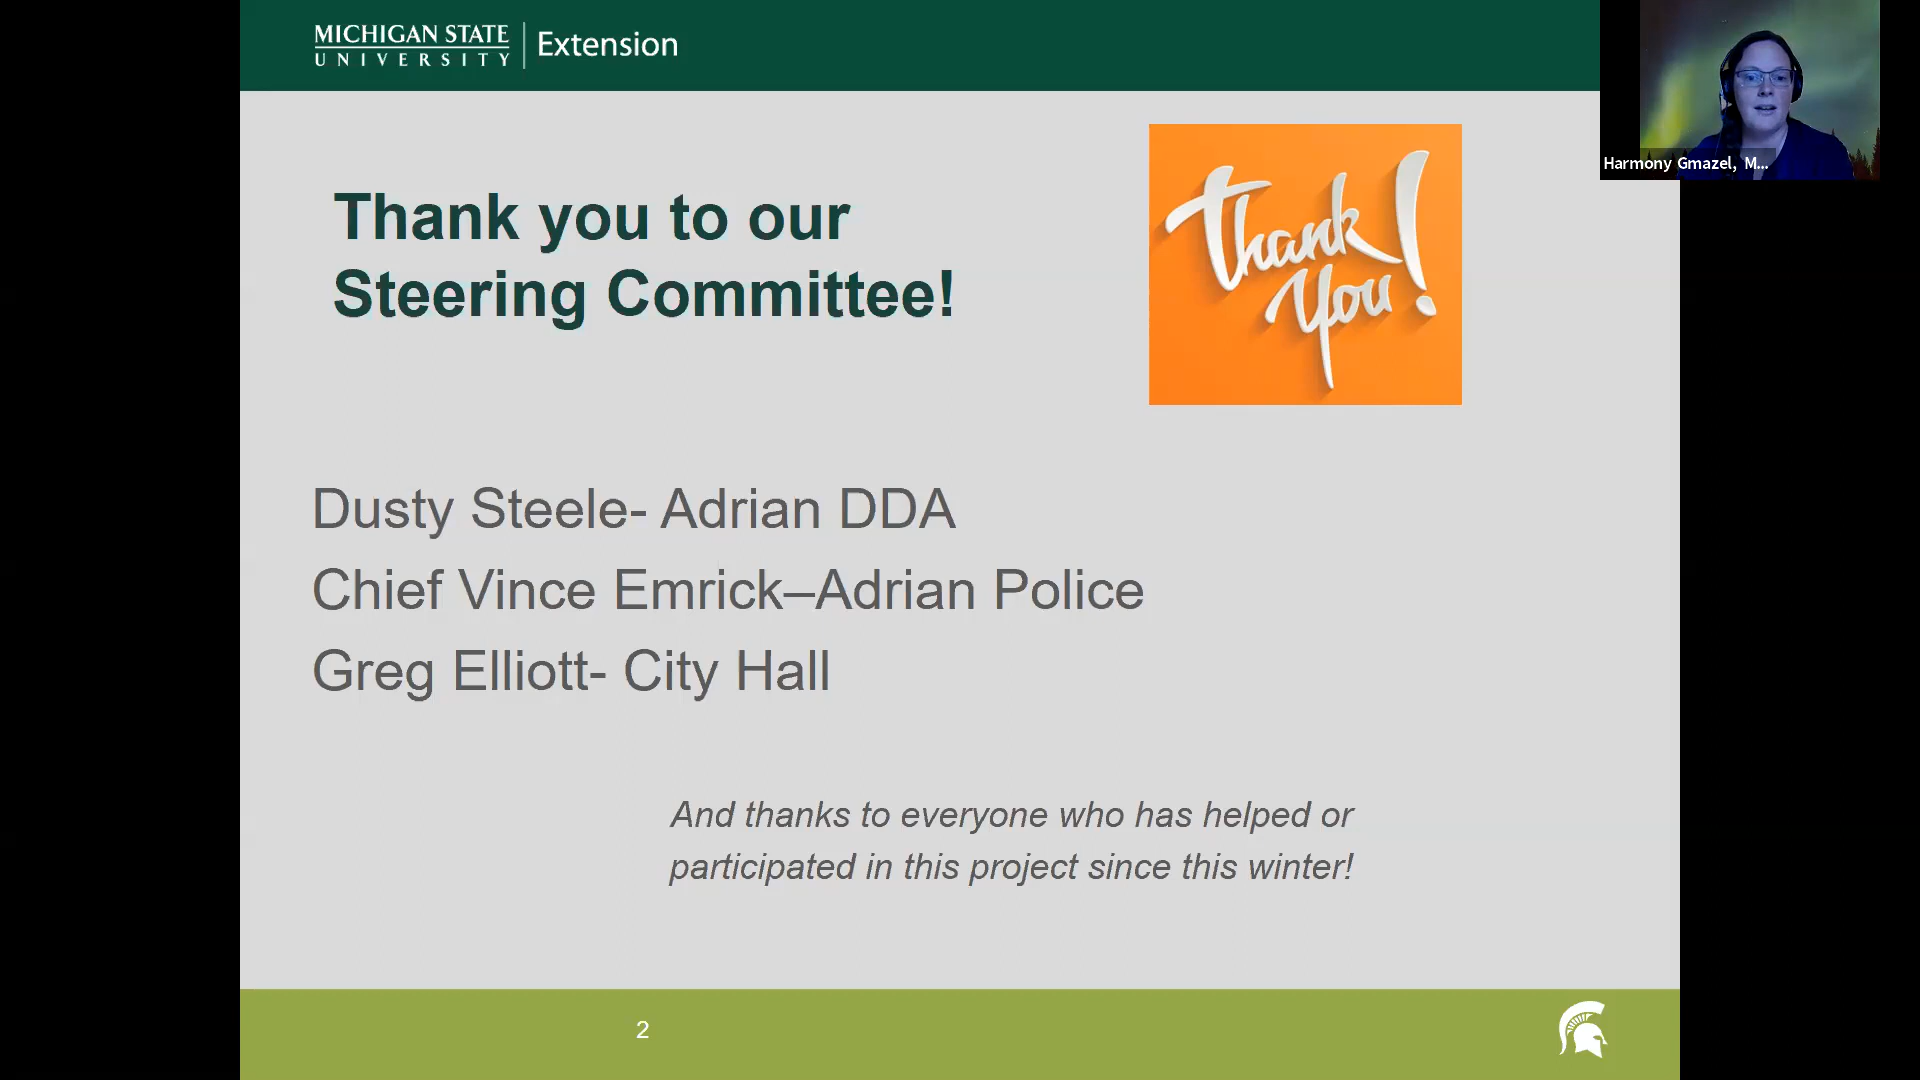 MICHIGAN STATE
UNIVERSITY
Extension
Harmony Gmazel, M...
Thank you to our
Steering Committee!
Thank
You!
Dusty Steele- Adrian DDA
Chief Vince Emrick–Adrian Police
Greg Elliott- City Hall
And thanks to everyone who has helped or
participated in this project since this winter!
2